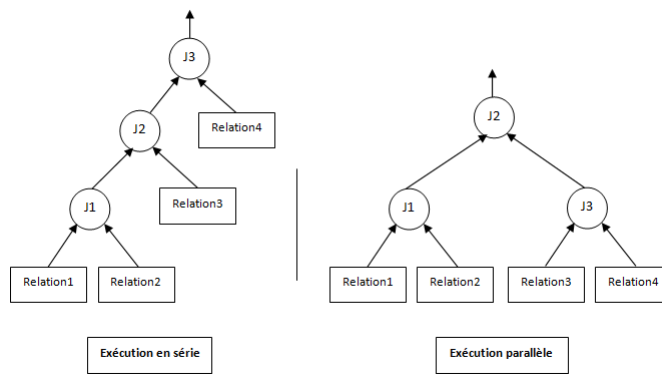 J3
J2
Relation4
J2
J1
Relation3
J1
J3
Relation1
Relation2
Relation1
Relation2
Relation3
Relation4
Exécution en série
Exécution parallèle